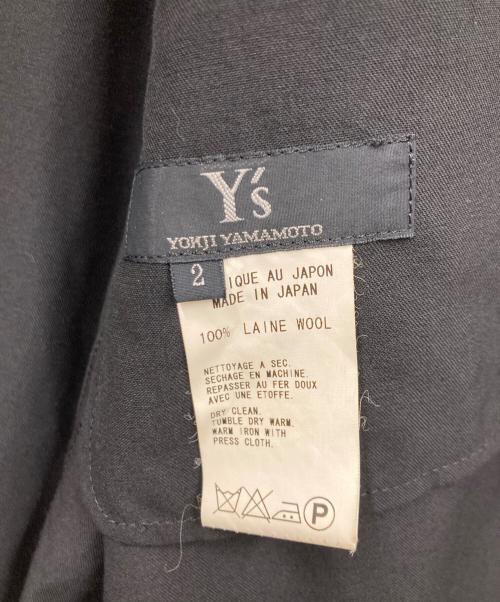 Y's
YOHJI YAMAMOTO
2
IQUE AU JAPON
MADE IN JAPAN
100% LAINE WOOL
NETTOYAGE A SEC.
SECHAGE EN MACHINE.
REPASSER AU FER DOUX
AVEC UNE ETOFFE.
DRY CLEAN.
TUMBLE DRY WARM.
WARM IRON WITH
PRESS CLOTH.
P